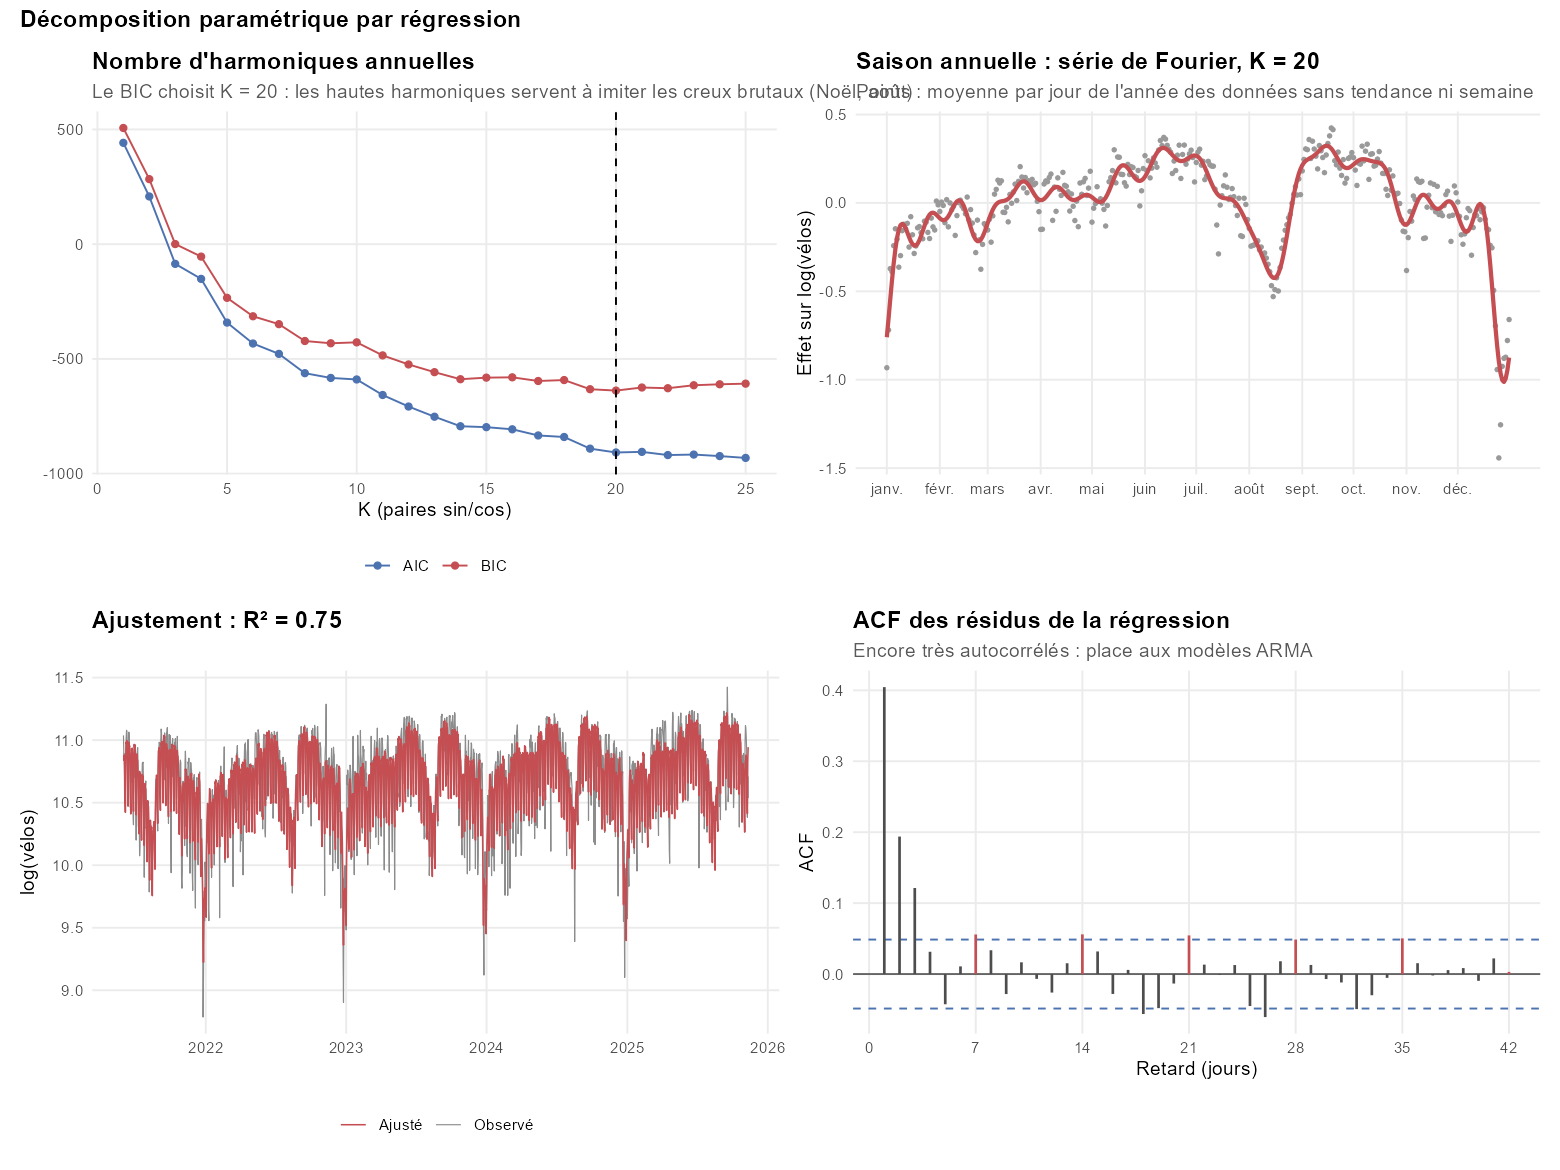 Décomposition paramétrique par régression
Nombre d'harmoniques annuelles
Le BIC choisit K = 20 : les hautes harmoniques servent à imiter les creux brutaux (Noël, août)
500
0
-500
-1000
0 5 10 15 20 25
K (paires sin/cos)
AIC BIC
Saison annuelle : série de Fourier, K = 20
Points : moyenne par jour de l'année des données sans tendance ni semaine
Effet sur log(vélos)
0.5
0.0
-0.5
-1.0
-1.5
janv. févr. mars avr. mai juin juil. août sept. oct. nov. déc.
Ajustement : R² = 0.75
log(vélos)
11.5
11.0
10.5
10.0
9.5
9.0
2022 2023 2024 2025 2026
Ajusté Observé
ACF des résidus de la régression
Encore très autocorrélés : place aux modèles ARMA
ACF
0.4
0.3
0.2
0.1
0.0
0 7 14 21 28 35 42
Retard (jours)